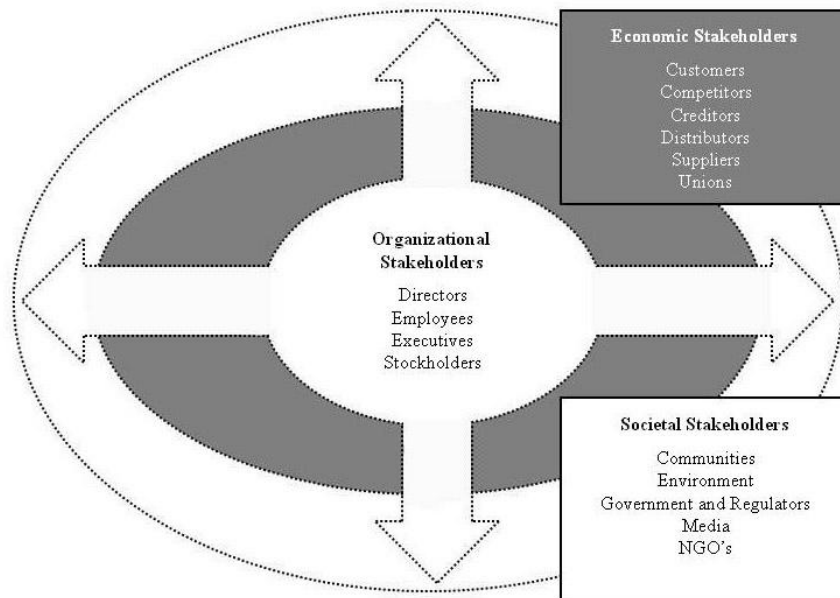 Economic Stakeholders
Customers
Competitors
Creditors
Distributors
Suppliers
Unions
Organizational
Stakeholders
Directors
Employees
Executives
Stockholders
Societal Stakeholders
Communities
Environment
Government and Regulators
Media
NGO's